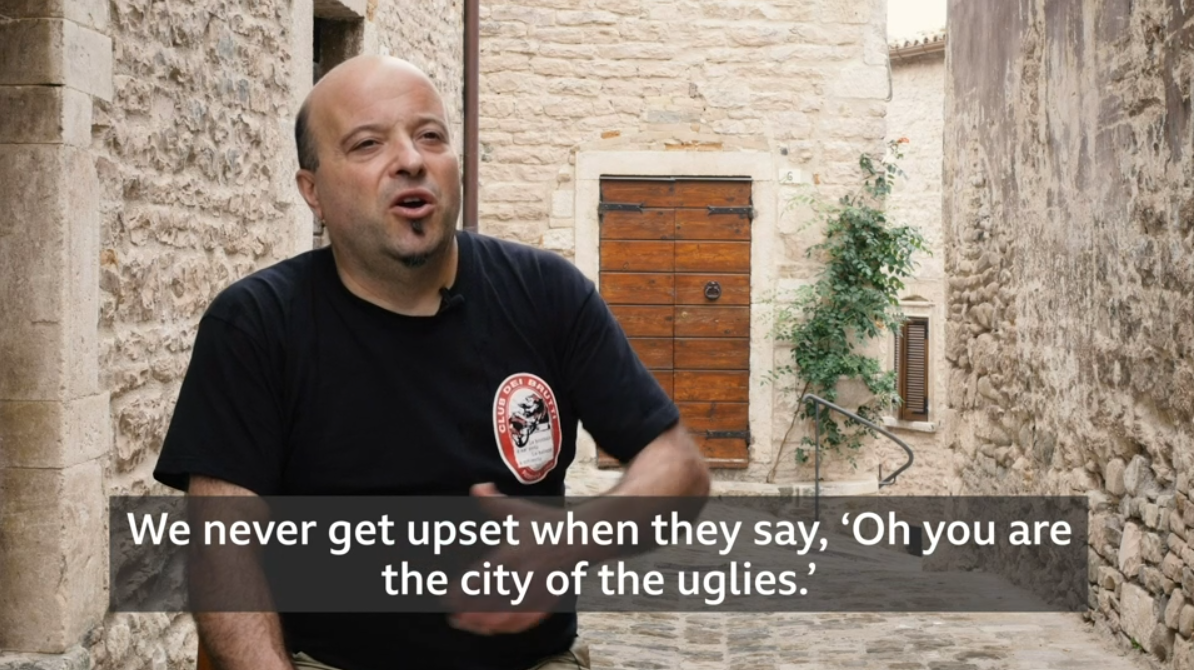 6
CLUB DEI BRUTTI
We never get upset when they say, ‘Oh you are
the city of the uglies.’